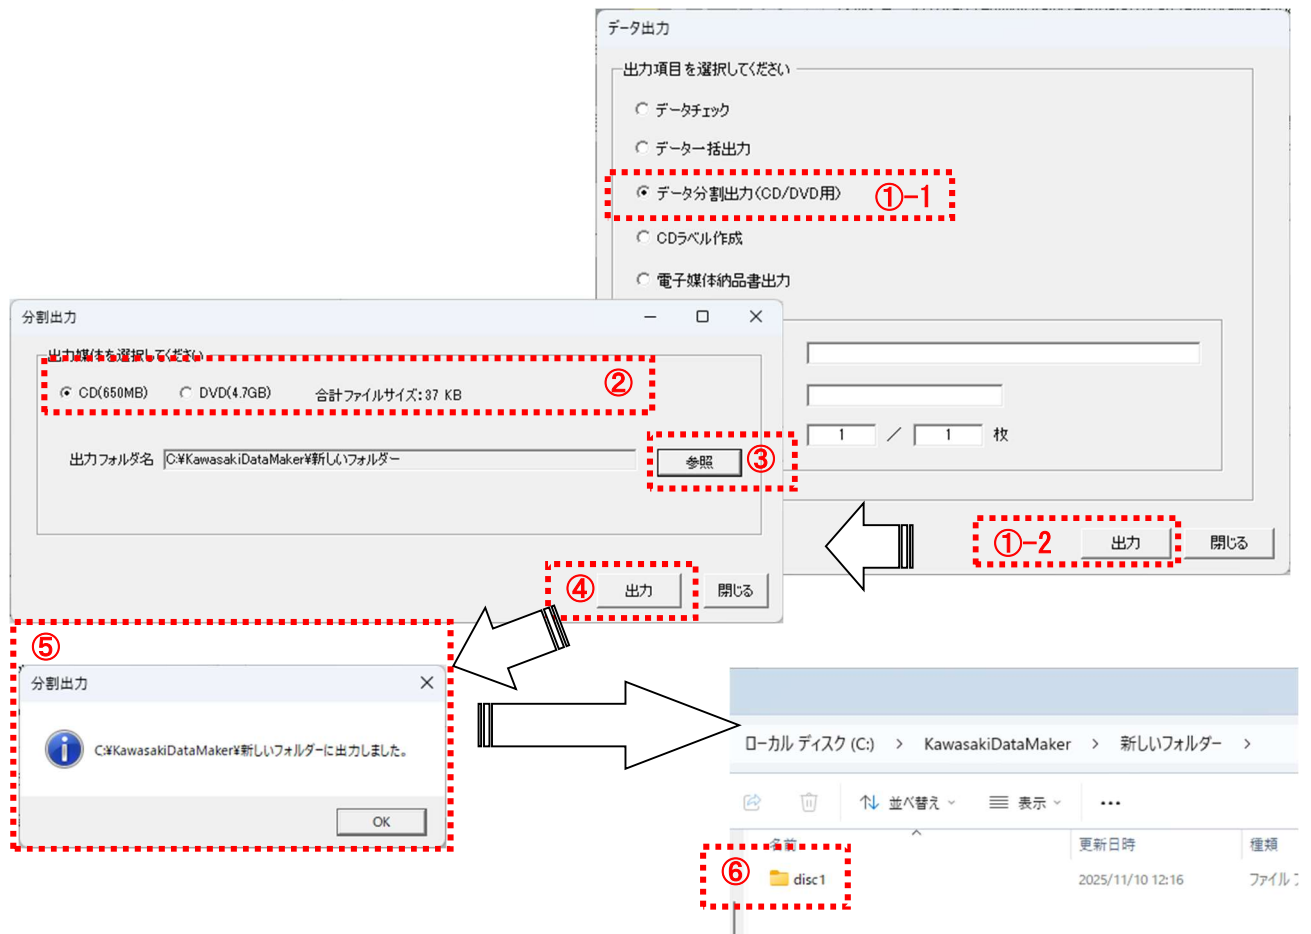 データ出力
出力項目を選択してください
データチェック
データ一括出力
データ分割出力(CD/DVD用)
①-1
CDラベル作成
電子媒体納品書出力
1 / 1 枚
①-2
出力
閉じる
分割出力
出力媒体を選択してください
CD(650MB)
DVD(4.7GB)
合計ファイルサイズ:37 KB
②
出力フォルダ名
C:¥KawasakiDataMaker¥新しいフォルダー
参照
③
④
出力
閉じる
⑤
分割出力
C:¥KawasakiDataMaker¥新しいフォルダーに出力しました。
OK
ローカル ディスク (C:) > KawasakiDataMaker > 新しいフォルダー >
並べ替え
表示
名前
更新日時
種類
⑥
disc1
2025/11/10 12:16
ファイル